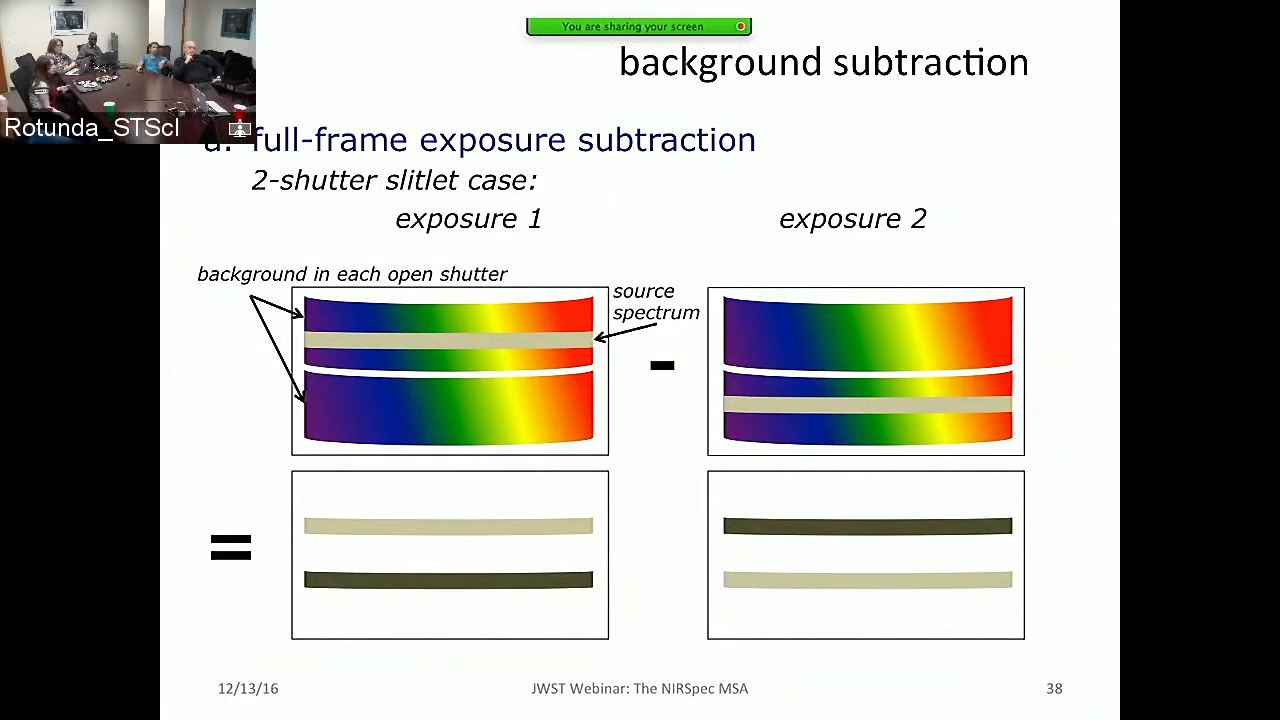 You are sharing your screen
background subtraction
Rotunda_STScI
a. full-frame exposure subtraction
2-shutter slitlet case:
exposure 1
exposure 2
background in each open shutter
source
spectrum
-
=
12/13/16
JWST Webinar: The NIRSpec MSA
38